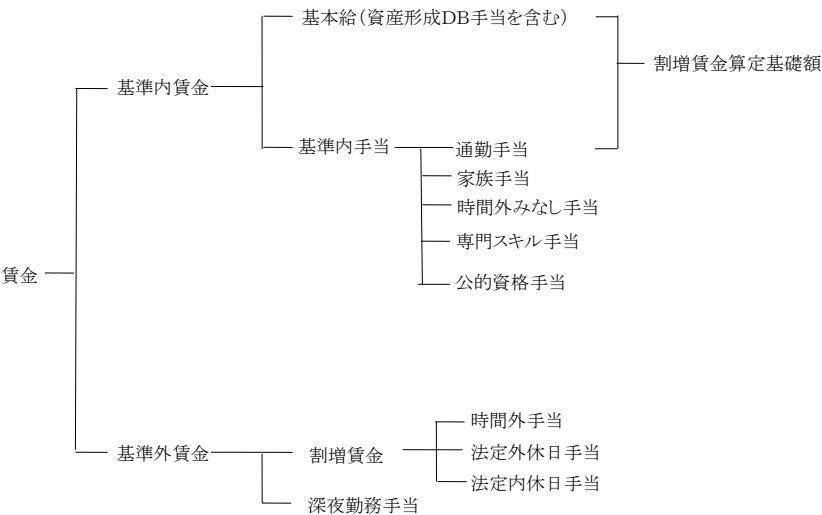 基本給（資産形成DB手当を含む）
割増賃金算定基礎額
基準内賃金
基準内手当
通勤手当
家族手当
時間外みなし手当
専門スキル手当
公的資格手当
賃金
時間外手当
基準外賃金
割増賃金
法定外休日手当
法定内休日手当
深夜勤務手当